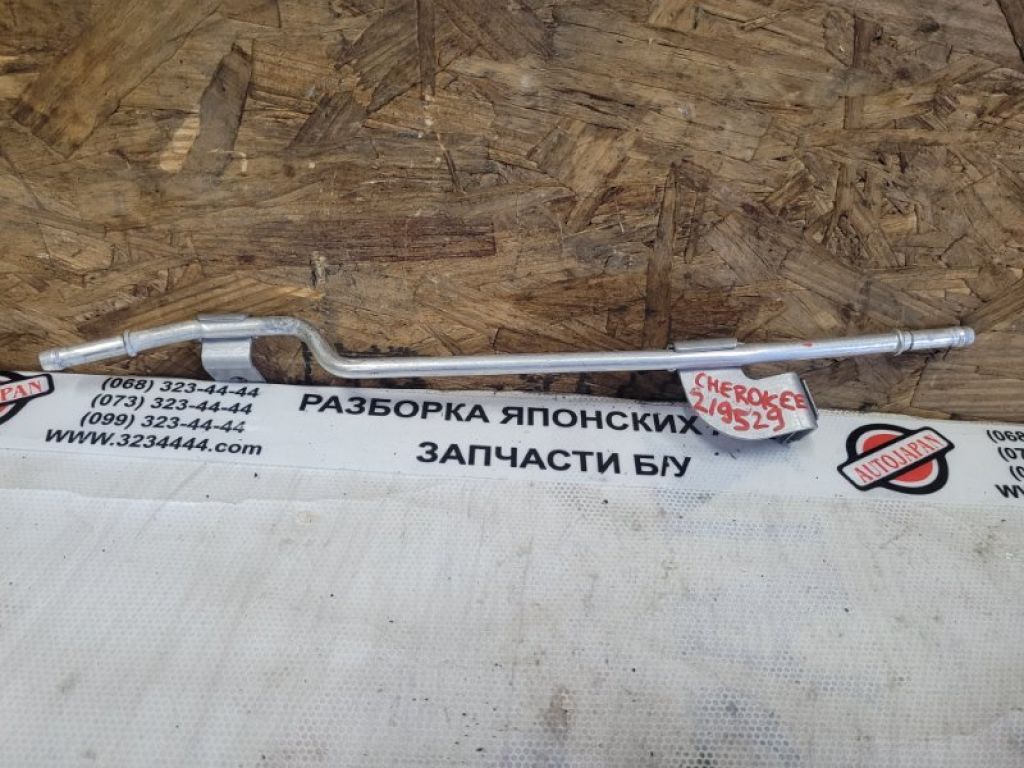 CHEROKEE
219529
(068) 323-44-44
(073) 323-44-44
(099) 323-44-44
WWW.3234444.com
РАЗБОРКА ЯПОНСКИХ
ЗАПЧАСТИ Б/У
AUTOJAPAN
(068)